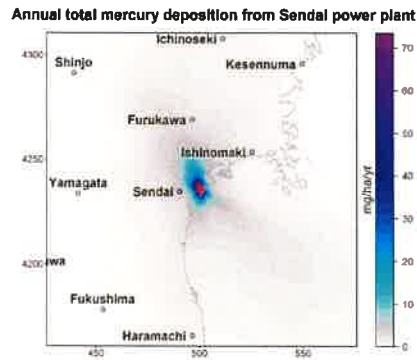 Annual total mercury deposition from Sendai power plant
Ichinoseki
4300
Shinjo
Kesennuma
70
60
Furukawa
50
4250
Ishinomaki
40
mg/ha/yr
Yamagata
Sendai
30
20
4200
wa
Fukushima
10
Haramachi
0
450
500
550